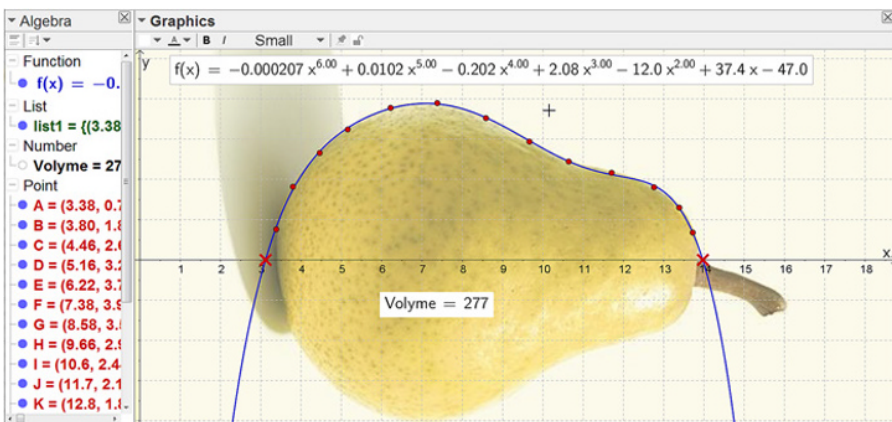 Algebra
Graphics
A B I Small
Function
f(x) = −0.
List
list1 = {(3.38
Number
Volyme = 27
Point
A = (3.38, 0.7
B = (3.80, 1.8
C = (4.46, 2.6
D = (5.16, 3.2
E = (6.22, 3.7
F = (7.38, 3.9
G = (8.58, 3.5
H = (9.66, 2.9
I = (10.6, 2.4
J = (11.7, 2.1
K = (12.8, 1.8
y
f(x) = −0.000207 x^6.00 + 0.0102 x^5.00 − 0.202 x^4.00 + 2.08 x^3.00 − 12.0 x^2.00 + 37.4 x − 47.0
x
1 2 3 4 5 6 7 8 9 10 11 12 13 14 15 16 17 18
Volyme = 277